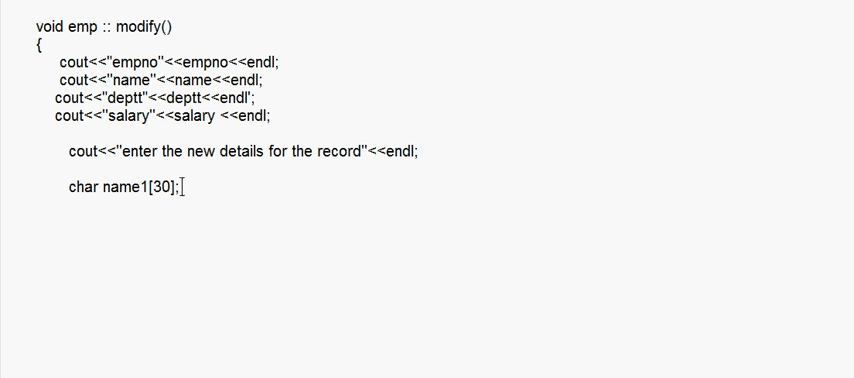 void emp :: modify()
{
cout<<"empno"<<empno<<endl;
cout<<"name"<<name<<endl;
cout<<"deptt"<<deptt<<endl';
cout<<"salary"<<salary <<endl;
cout<<"enter the new details for the record"<<endl;
char name1[30];